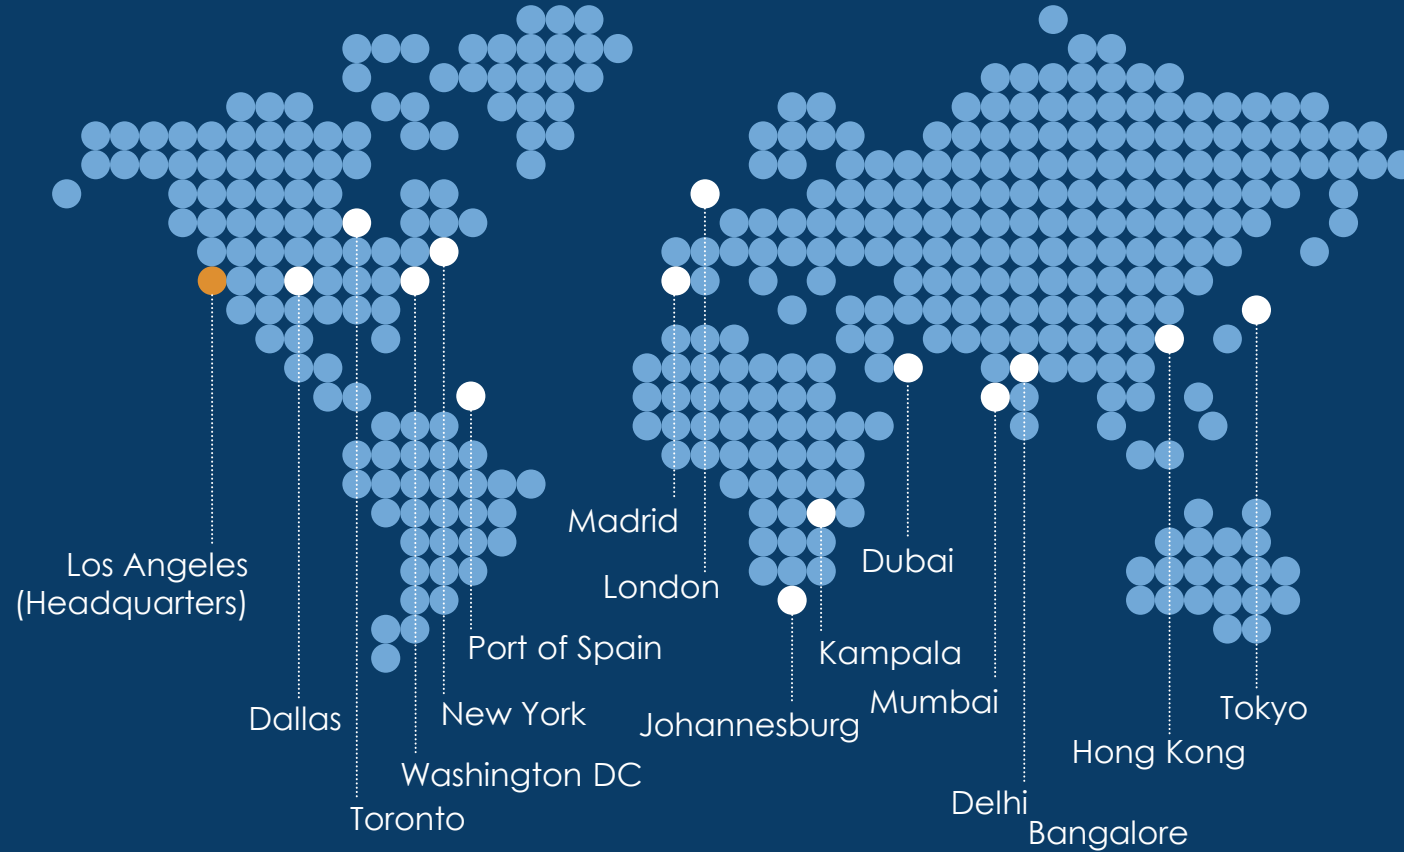 Madrid
Dubai
Los Angeles
(Headquarters)
London
Port of Spain
Kampala
Mumbai
Dallas
New York
Johannesburg
Tokyo
Hong Kong
Washington DC
Delhi
Toronto
Bangalore